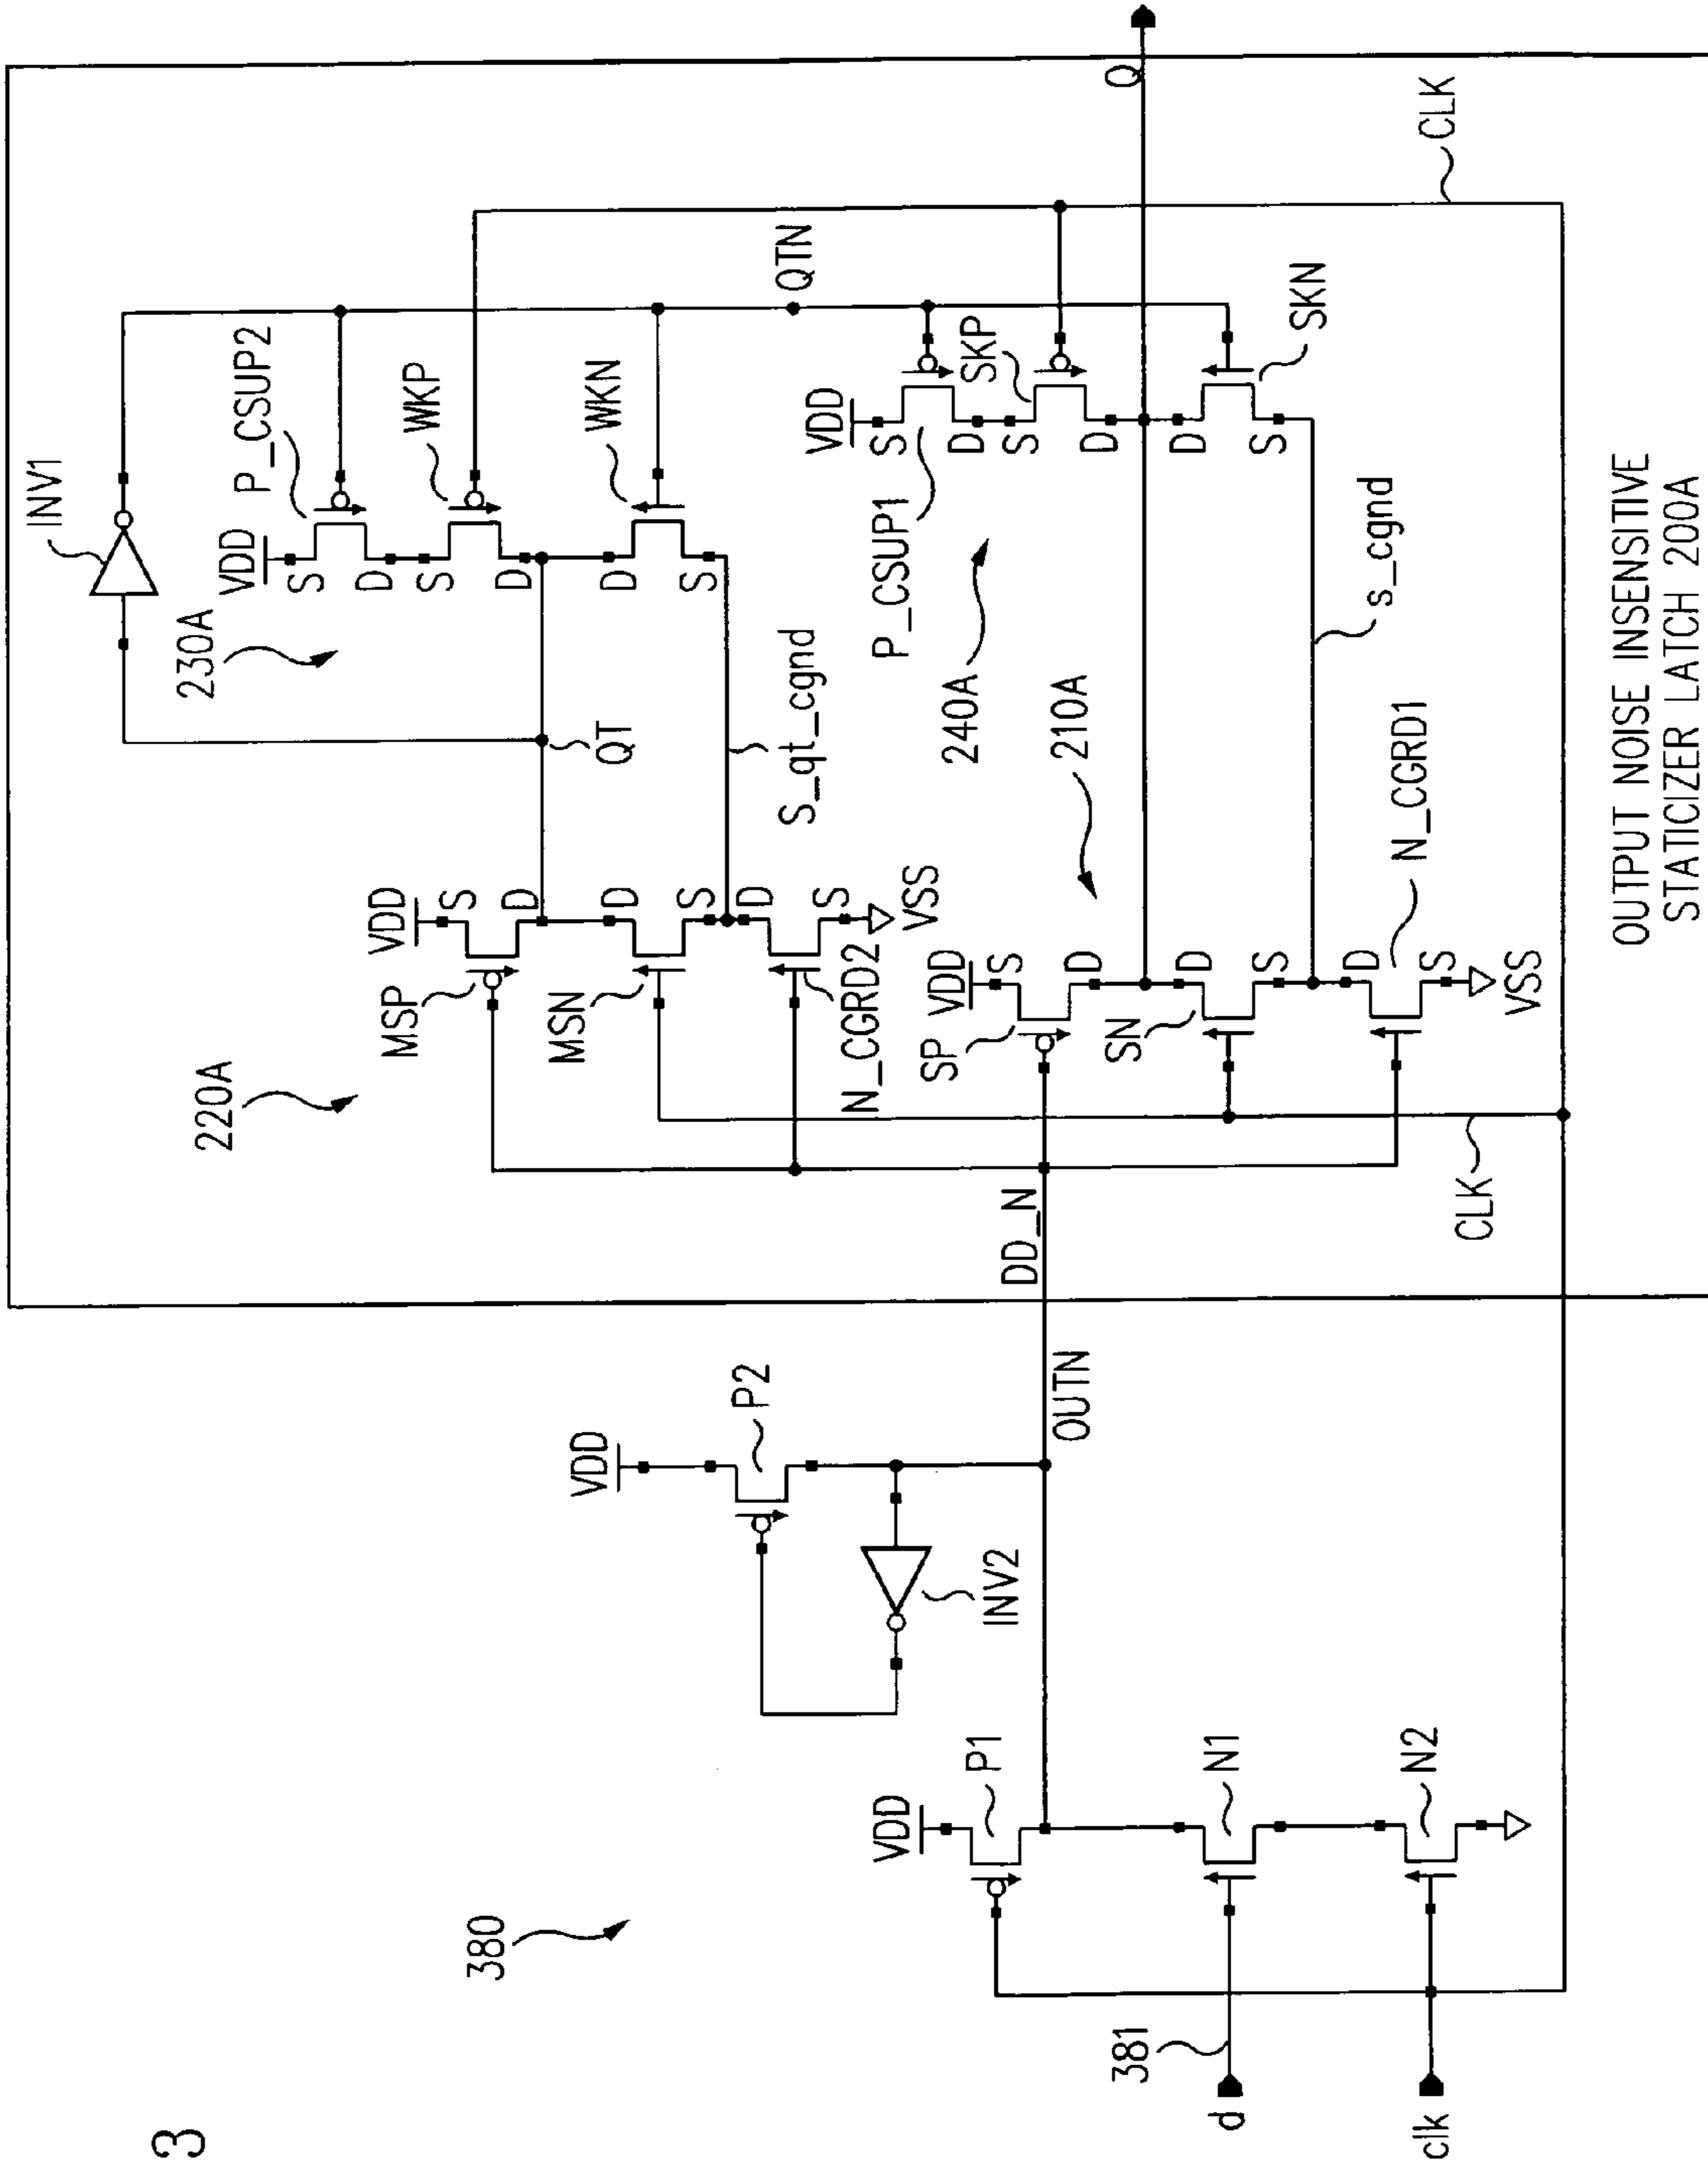 3
380
381
d
clk
VDD
P1
N1
N2
VDD
P2
INV2
OUTN
220A
VDD
S
MSP
D
D
MSN
S
D
N_CGRD2
S
VSS
DD_N
VDD
S
SP
D
D
SN
S
D
N_CGRD1
S
VSS
CLK
210A
QT
S_qt_cgnd
230A
INV1
VDD
S
P_CSUP2
D
S
WKP
D
D
WKN
S
QTN
240A
VDD
S
P_CSUP1
D
S
SKP
D
D
SKN
S
s_cgnd
CLK
Q
OUTPUT NOISE INSENSITIVE
STATICIZER LATCH 200A